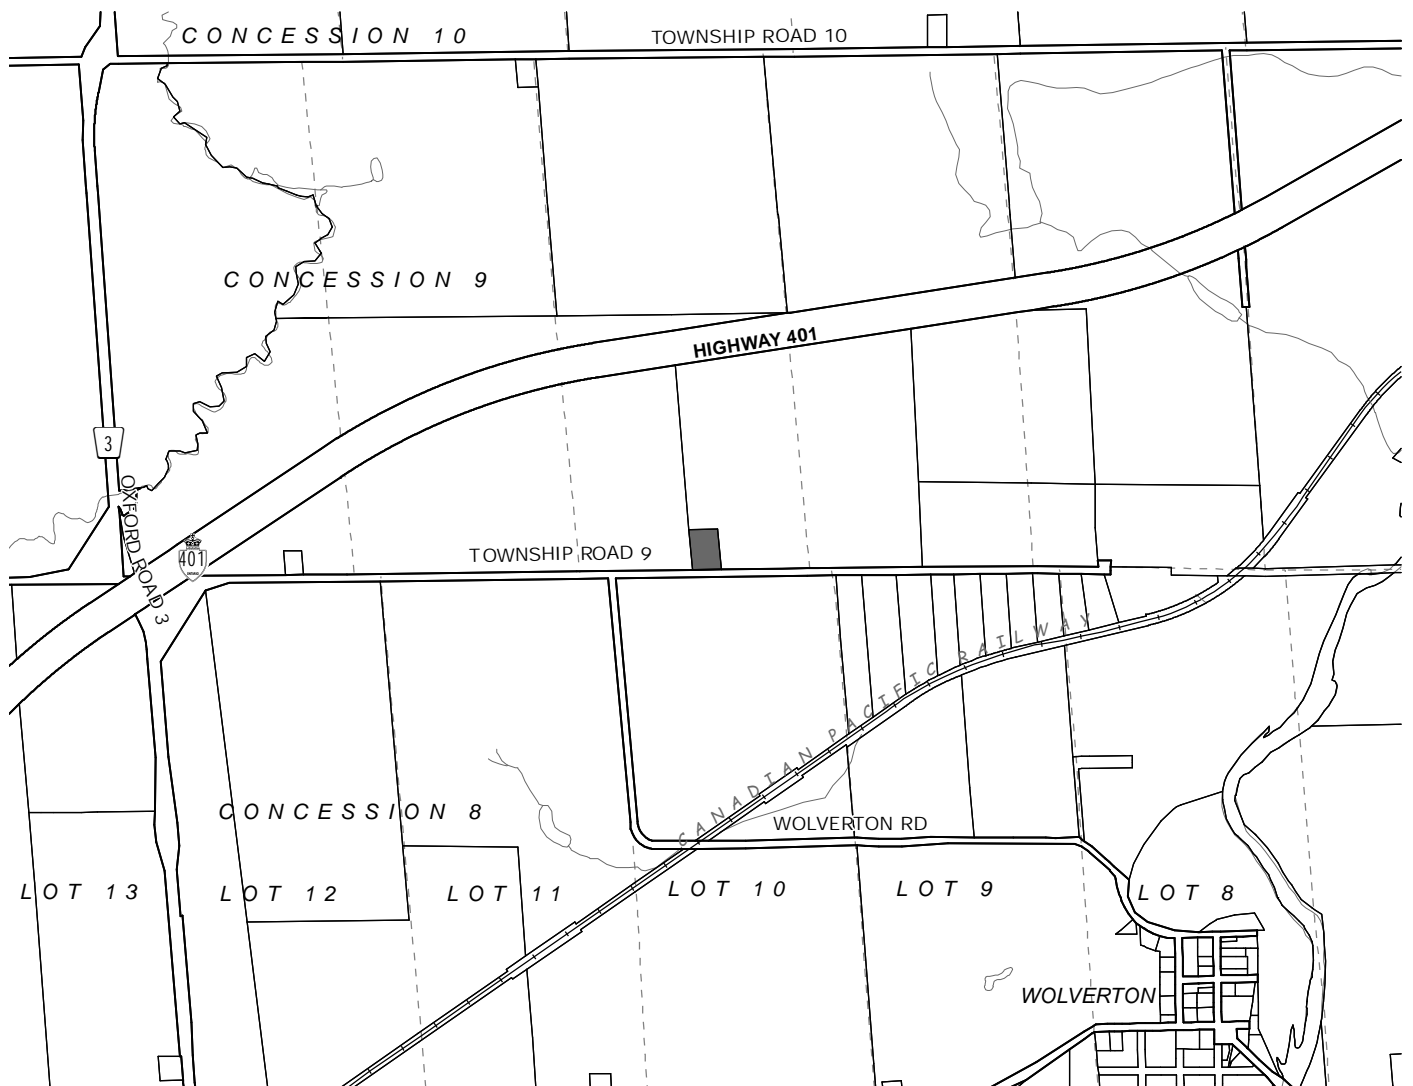 CONCESSION 10
TOWNSHIP ROAD 10
CONCESSION 9
HIGHWAY 401
3
OXFORD ROAD 3
401
TOWNSHIP ROAD 9
CANADIAN PACIFIC RAILWAY
CONCESSION 8
WOLVERTON RD
LOT 13
LOT 12
LOT 11
LOT 10
LOT 9
LOT 8
WOLVERTON